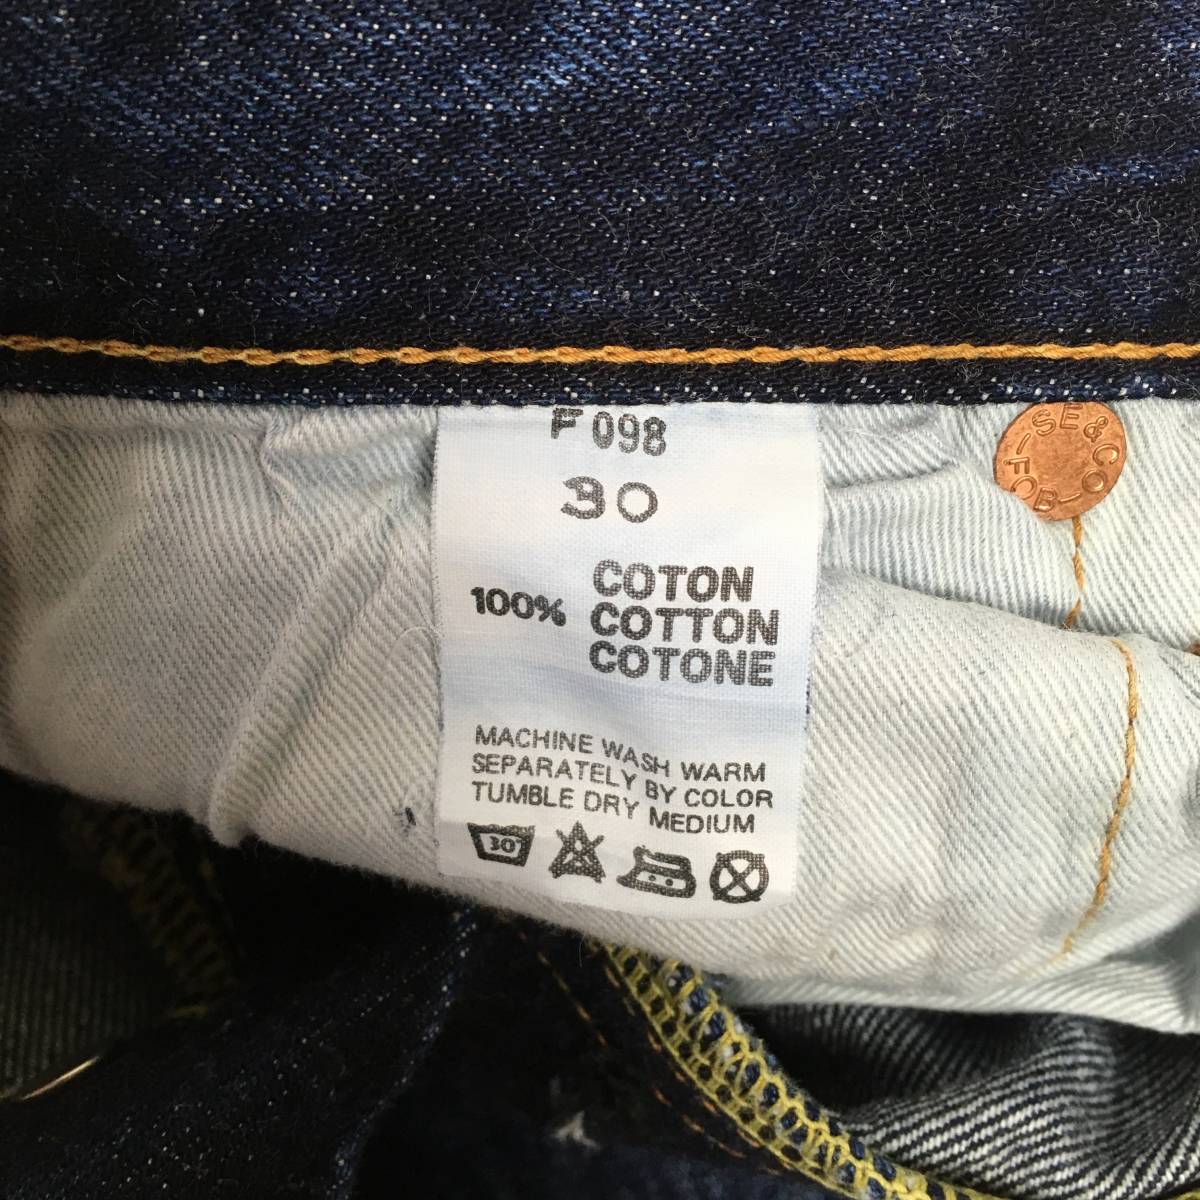 F 098
30
100%
COTON
COTTON
COTONE
MACHINE WASH WARM
SEPARATELY BY COLOR
TUMBLE DRY MEDIUM
30°
SE & CO
-FOB-